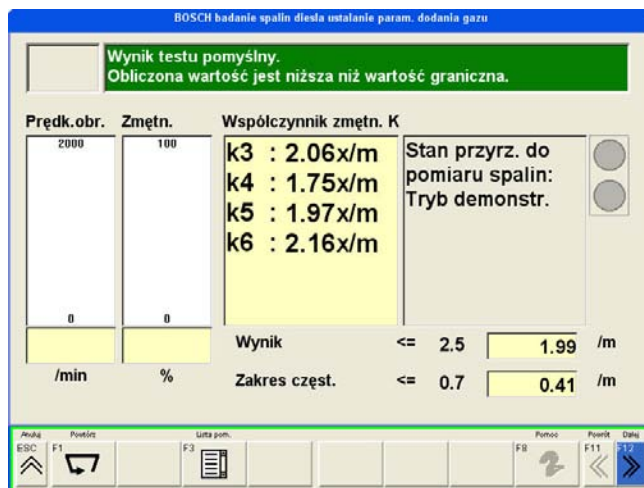 BOSCH badanie spalin diesla ustalanie param. dodania gazu
Wynik testu pomyślny.
Obliczona wartość jest niższa niż wartość graniczna.
Prędk.obr. Zmętn. Współczynnik zmętn. K
2000 100
k3 : 2.06x/m
k4 : 1.75x/m
k5 : 1.97x/m
k6 : 2.16x/m
Stan przyrz. do
pomiaru spalin:
Tryb demonstr.
0 0
/min %
Wynik <= 2.5 1.99 /m
Zakres częst. <= 0.7 0.41 /m
Anuluj Powtórz Lista pom. Pomoc Powrót Dalej
ESC F1 F3 F8 F11 F12